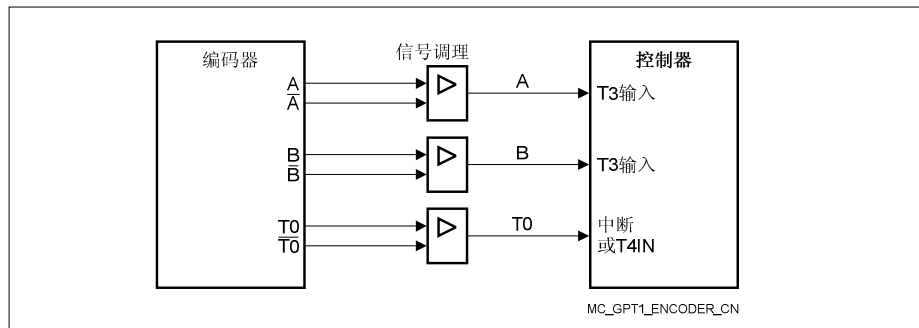 编码器
信号调理
控制器
A
A
A
T3输入
B
B
B
T3输入
T0
T0
T0
中断
或T4IN
MC_GPT1_ENCODER_CN